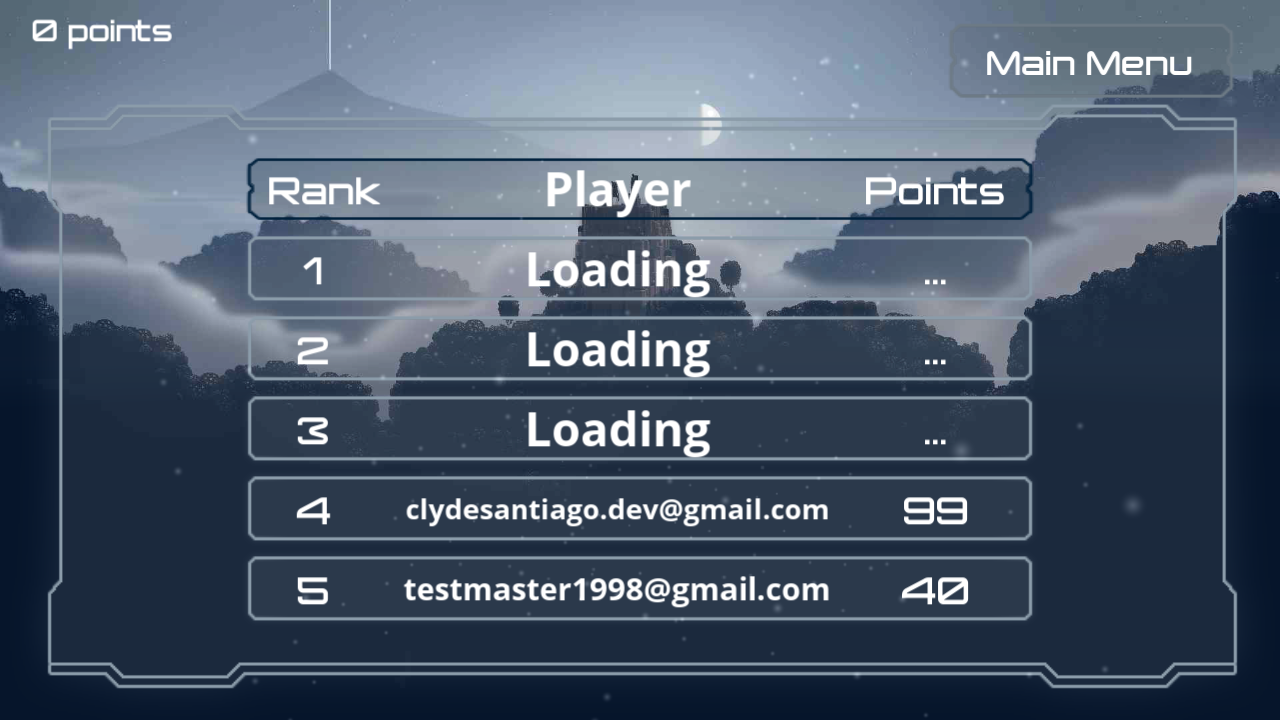 0 points
Main Menu
Rank Player Points
1 Loading ...
2 Loading ...
3 Loading ...
4 clydesantiago.dev@gmail.com 99
5 testmaster1998@gmail.com 40